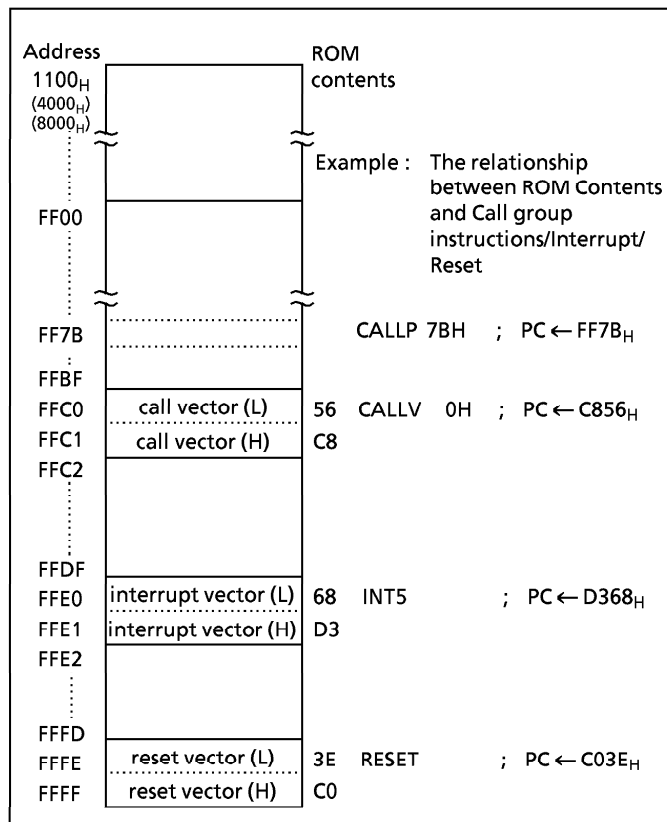 Address ROM
1100H contents
(4000H)
(8000H)
Example : The relationship
between ROM Contents
FF00 and Call group
instructions/Interrupt/
Reset
FF7B CALLP 7BH ; PC ← FF7BH
FFBF
FFC0 call vector (L) 56 CALLV 0H ; PC ← C856H
FFC1 call vector (H) C8
FFC2
FFDF
FFE0 interrupt vector (L) 68 INT5 ; PC ← D368H
FFE1 interrupt vector (H) D3
FFE2
FFFD
FFFE reset vector (L) 3E RESET ; PC ← C03EH
FFFF reset vector (H) C0